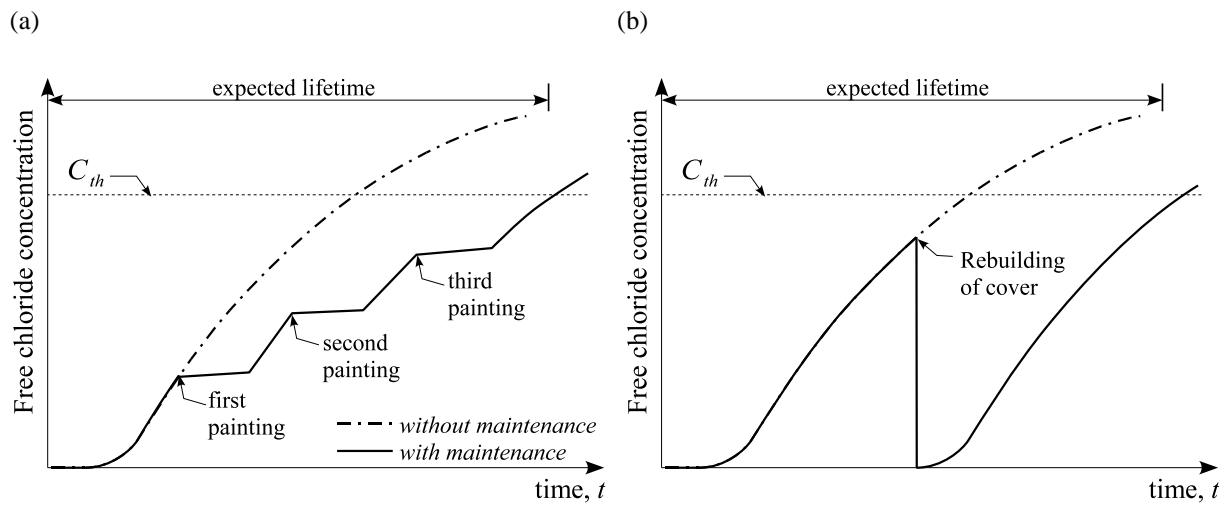 (a)
expected lifetime
Free chloride concentration
C_th
first
painting
second
painting
third
painting
without maintenance
with maintenance
time, t
(b)
expected lifetime
Free chloride concentration
C_th
Rebuilding
of cover
time, t